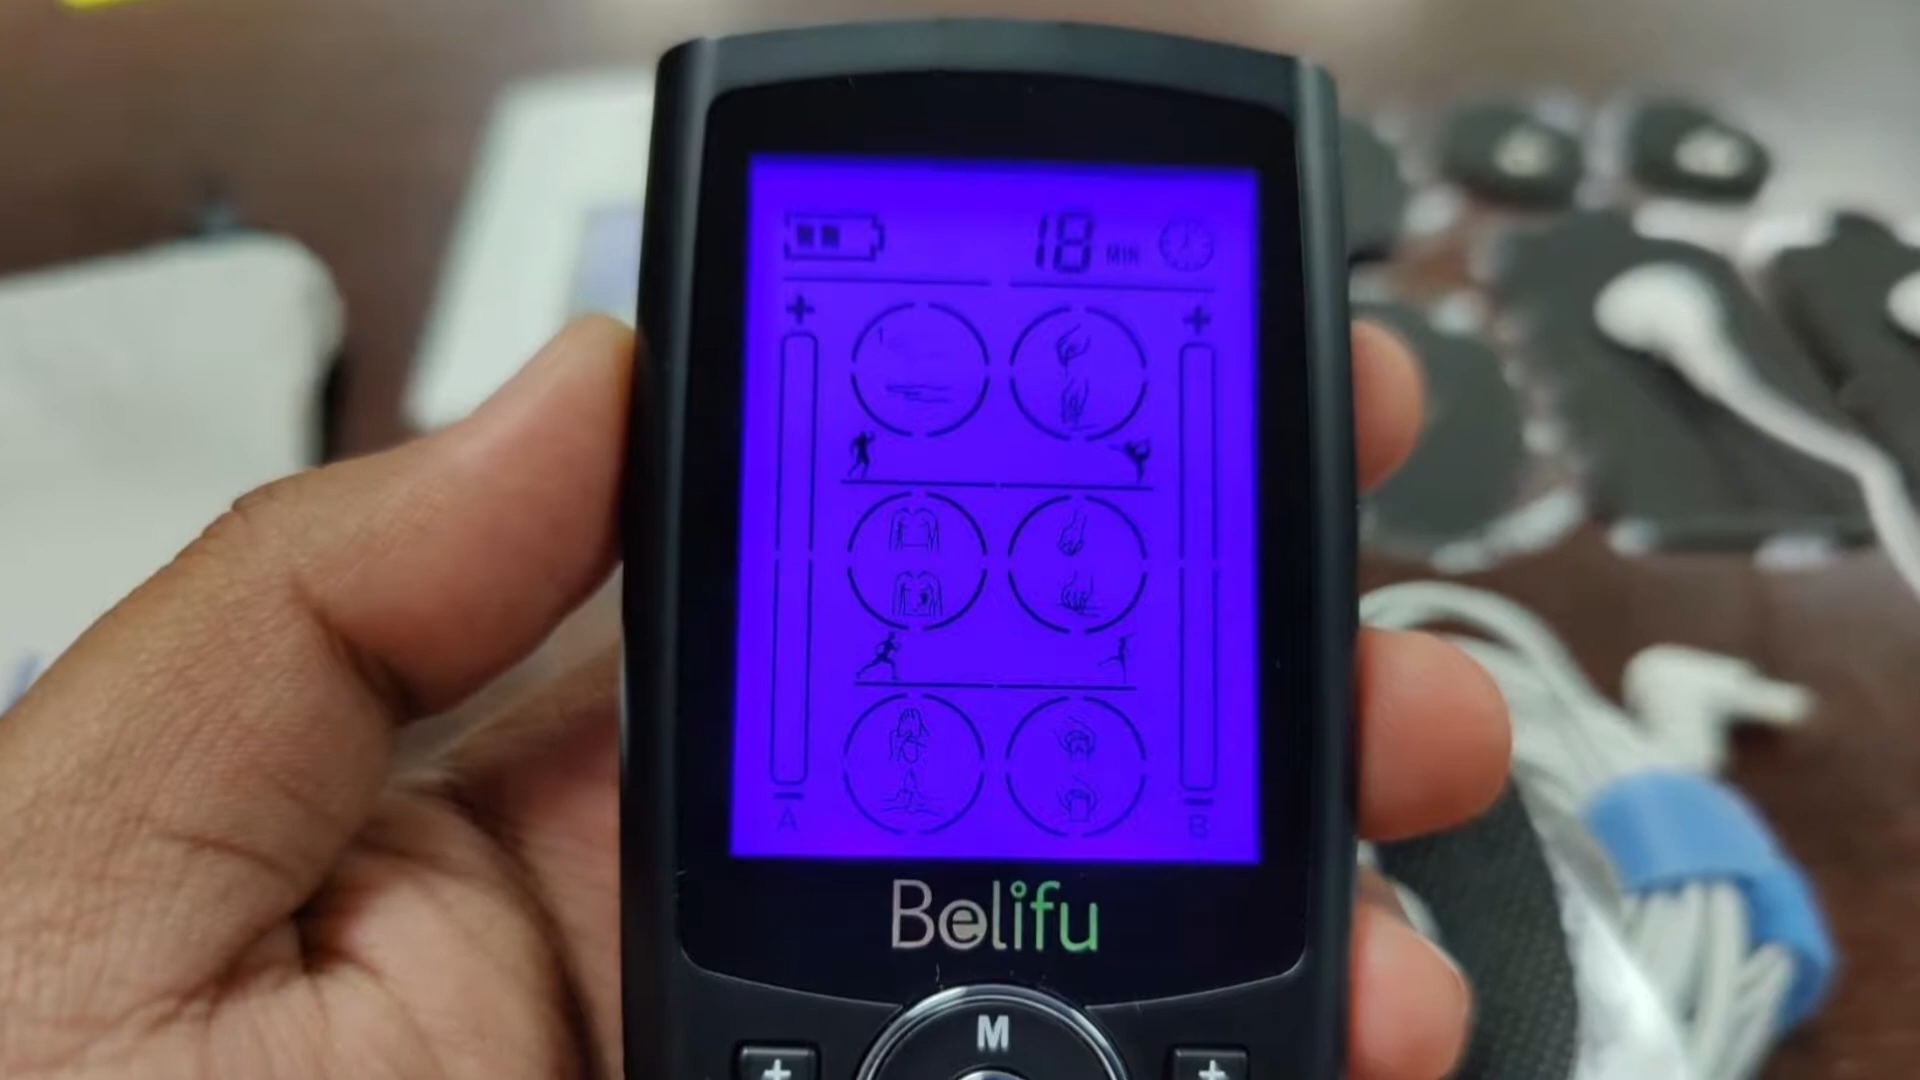 18 MIN
+ +
- -
A B
Belifu
M
+ +